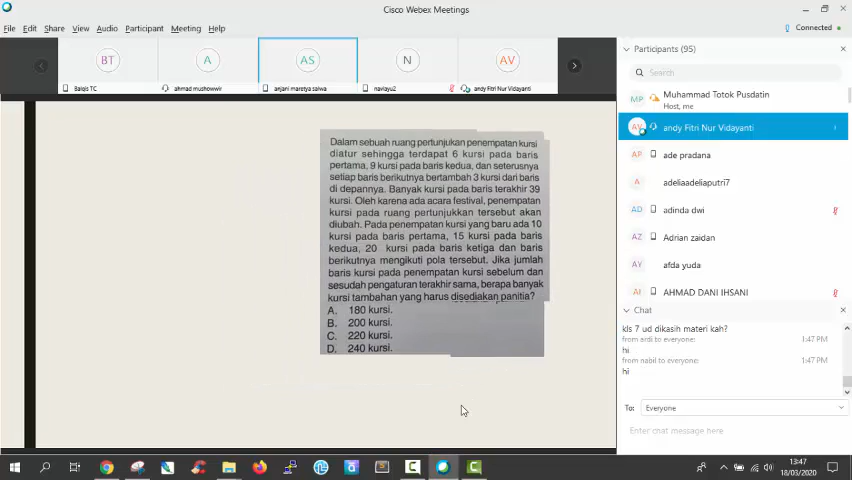 Cisco Webex Meetings
File Edit Share View Audio Participant Meeting Help
Connected
BT
A
AS
N
AV
Balqis TC
ahmad mudhowwir
anjani maretya salwa
naviayu2
andy Fitri Nur Vidayanti
Dalam sebuah ruang pertunjukan penempatan kursi
diatur sehingga terdapat 6 kursi pada baris
pertama, 9 kursi pada baris kedua, dan seterusnya
setiap baris berikutnya bertambah 3 kursi dari baris
di depannya. Banyak kursi pada baris terakhir 39
kursi. Oleh karena ada acara festival, penempatan
kursi pada ruang pertunjukkan tersebut akan
diubah. Pada penempatan kursi yang baru ada 10
kursi pada baris pertama, 15 kursi pada baris
kedua, 20 kursi pada baris ketiga dan baris
berikutnya mengikuti pola tersebut. Jika jumlah
baris kursi pada penempatan kursi sebelum dan
sesudah pengaturan terakhir sama, berapa banyak
kursi tambahan yang harus disediakan panitia?
A. 180 kursi.
B. 200 kursi.
C. 220 kursi.
D. 240 kursi.
Participants (95)
Search
MP
Muhammad Totok Pusdatin
Host, me
AV
andy Fitri Nur Vidayanti
AP
ade pradana
A
adeliaadeliaputri7
AD
adinda dwi
AZ
Adrian zaidan
AY
afda yuda
AI
AHMAD DANI IHSANI
Chat
kls 7 ud dikasih materi kah?
from ardi to everyone: 1:47 PM
hi
from nabil to everyone: 1:47 PM
hi
To: Everyone
Enter chat message here
13:47
18/03/2020